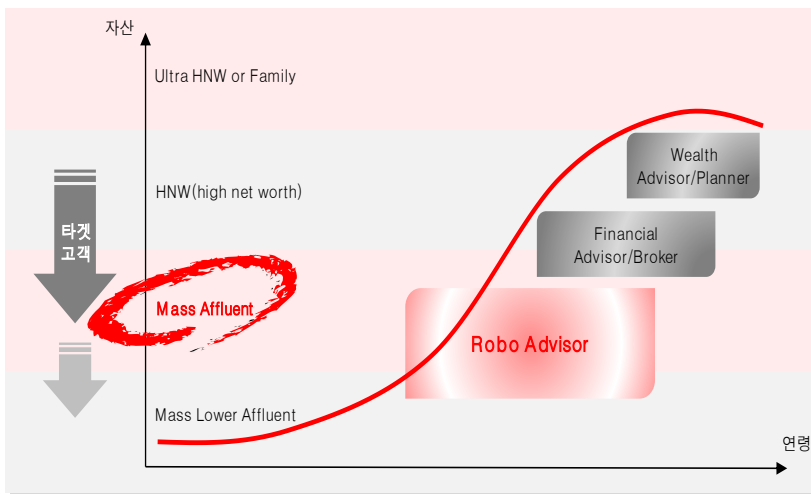 자산
Ultra HNW or Family
Wealth
Advisor/Planner
HNW(high net worth)
타겟
고객
Financial
Advisor/Broker
Mass Affluent
Robo Advisor
Mass Lower Affluent
연령